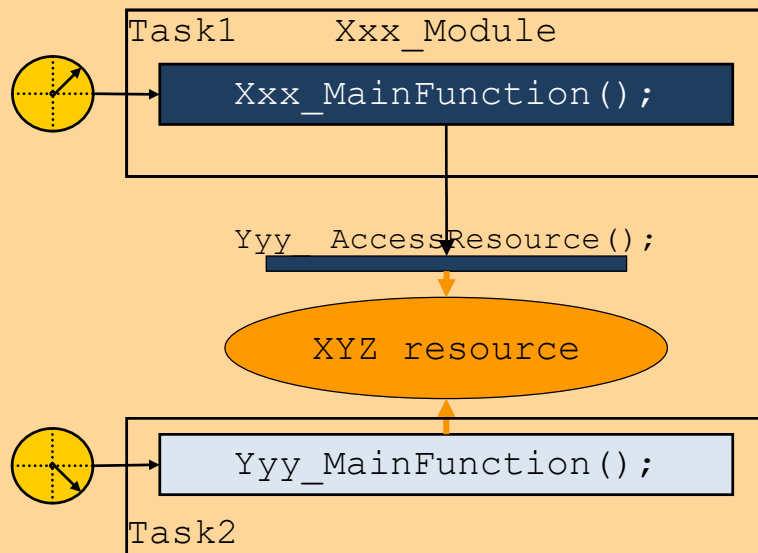 Task1 Xxx_Module
Xxx_MainFunction();
Yyy_ AccessResource();
XYZ resource
Yyy_MainFunction();
Task2